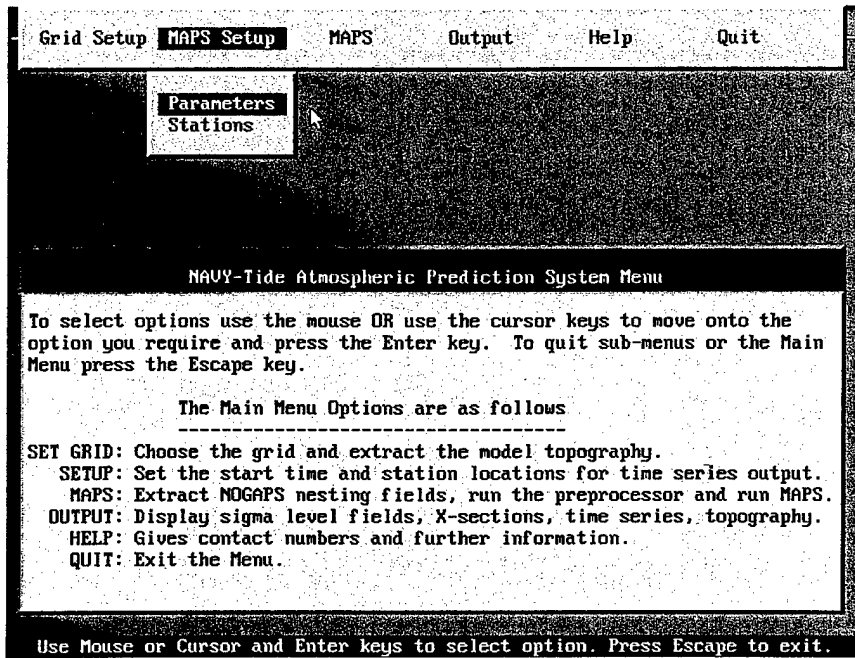 Grid Setup MAPS Setup MAPS Output Help Quit
Parameters
Stations
NAVY-Tide Atmospheric Prediction System Menu
To select options use the mouse OR use the cursor keys to move onto the
option you require and press the Enter key. To quit sub-menus or the Main
Menu press the Escape key.
The Main Menu Options are as follows
SET GRID: Choose the grid and extract the model topography.
SETUP: Set the start time and station locations for time series output.
MAPS: Extract NOGAPS nesting fields, run the preprocessor and run MAPS.
OUTPUT: Display sigma level fields, X-sections, time series, topography.
HELP: Gives contact numbers and further information.
QUIT: Exit the Menu.
Use Mouse or Cursor and Enter keys to select option. Press Escape to exit.